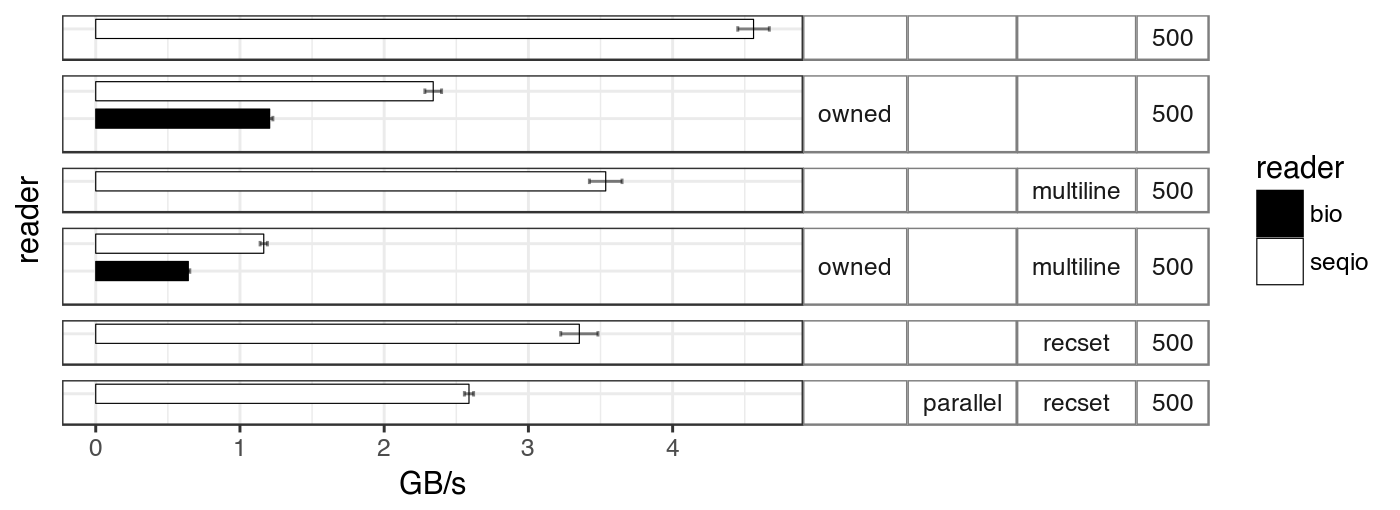 500
owned 500
multiline 500
owned multiline 500
recset 500
parallel recset 500
reader
0 1 2 3 4
GB/s
reader
bio
seqio